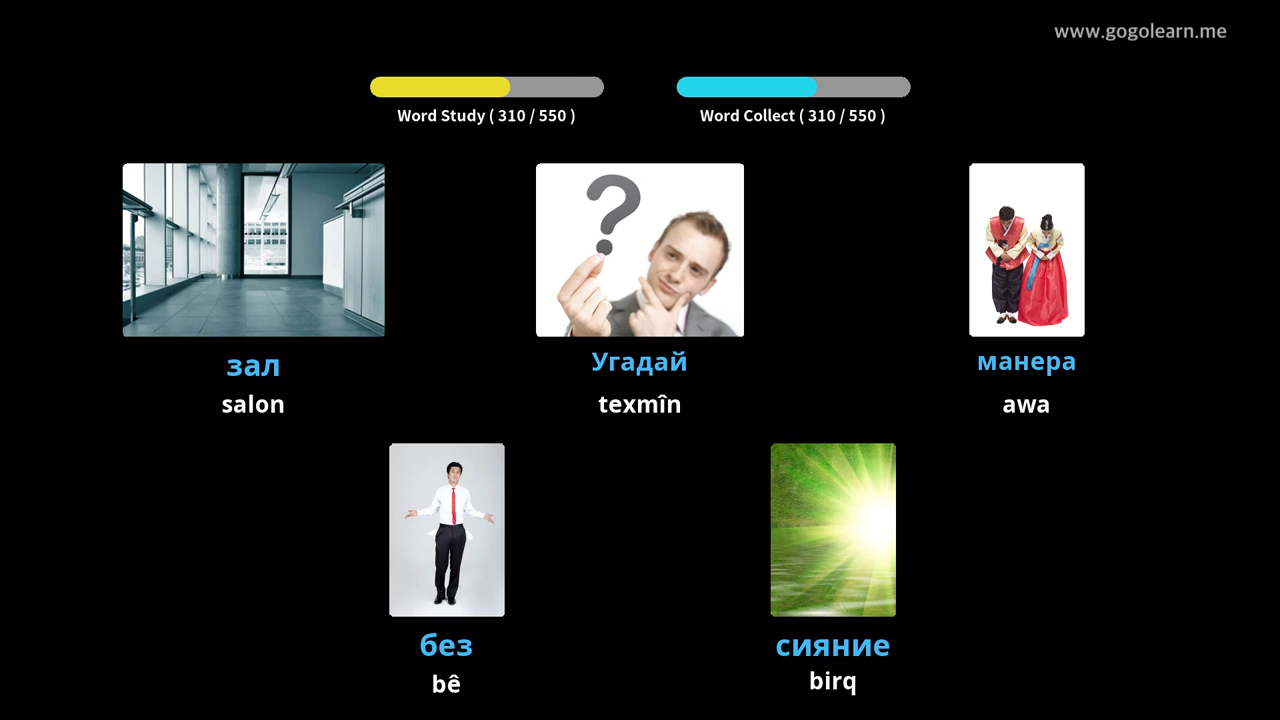 www.gogolearn.me
Word Study ( 310 / 550 )
Word Collect ( 310 / 550 )
зал
salon
Угадай
texmîn
манера
awa
без
bê
сияние
birq